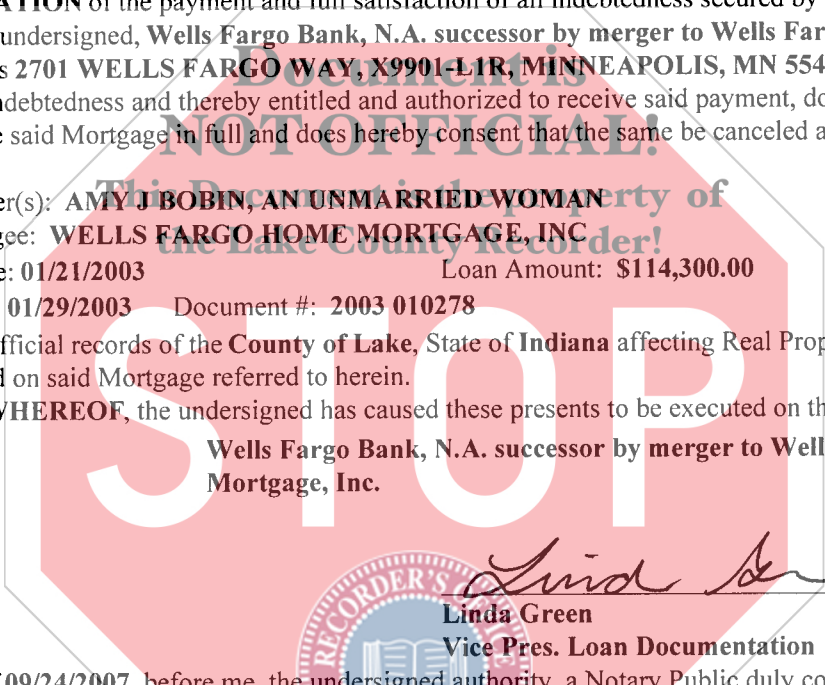 ATION of the payment and full satisfaction of an indebtedness secured by
undersigned, Wells Fargo Bank, N.A. successor by merger to Wells Far
s 2701 WELLS FARGO WAY, X9901-L1R, MINNEAPOLIS, MN 554
Document is
ndebtedness and thereby entitled and authorized to receive said payment, do
e said Mortgage in full and does hereby consent that the same be canceled a
NOT OFFICIAL!
er(s): AMY J BOBIN, AN UNMARRIED WOMAN
This Document is the property of
gee: WELLS FARGO HOME MORTGAGE, INC
the Lake County Recorder!
e: 01/21/2003 Loan Amount: $114,300.00
01/29/2003 Document #: 2003 010278
fficial records of the County of Lake, State of Indiana affecting Real Prop
d on said Mortgage referred to herein.
WHEREOF, the undersigned has caused these presents to be executed on th
STOP
Wells Fargo Bank, N.A. successor by merger to Well
Mortgage, Inc.
Lind Gr
Linda Green
Vice Pres. Loan Documentation
RECORDER'S OFFICE
09/24/2007, before me, the undersigned authority, a Notary Public duly co